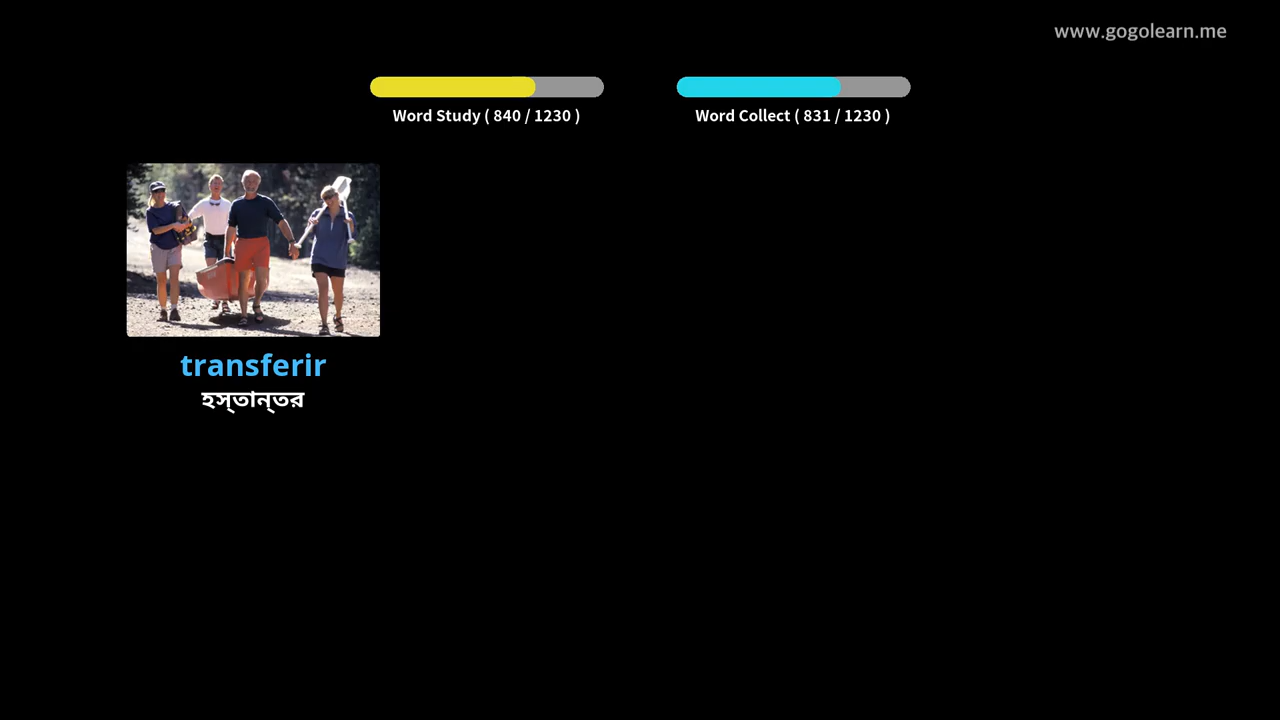 www.gogolearn.me
Word Study ( 840 / 1230 )
Word Collect ( 831 / 1230 )
transferir
হস্তান্তর